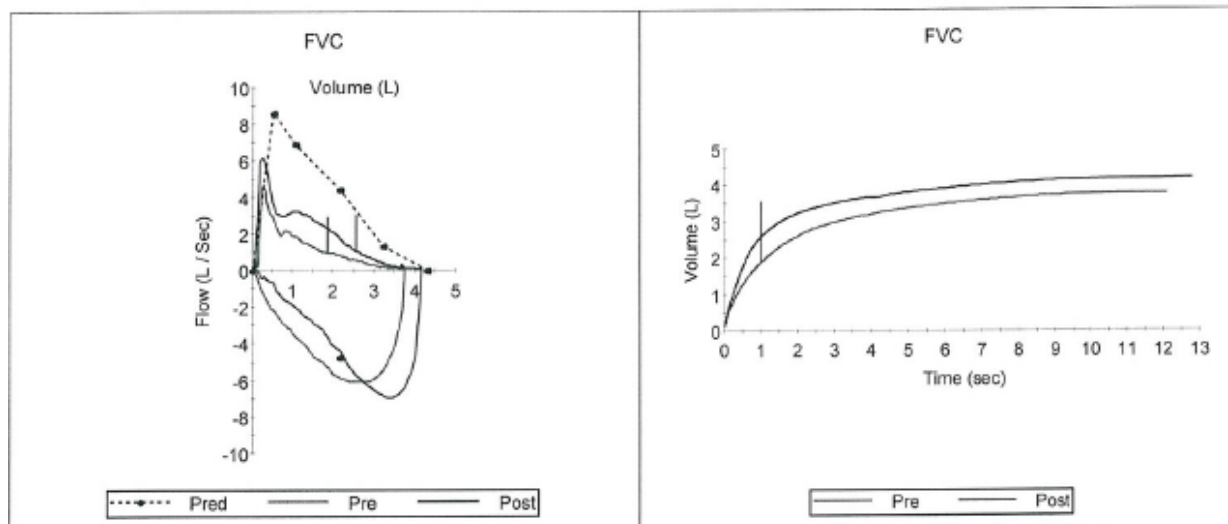 FVC
Volume (L)
10
8
6
4
2
0
-2
-4
-6
-8
-10
1 2 3 4 5
Flow (L / Sec)
Pred Pre Post
FVC
5
4
3
2
1
0
Volume (L)
0 1 2 3 4 5 6 7 8 9 10 11 12 13
Time (sec)
Pre Post